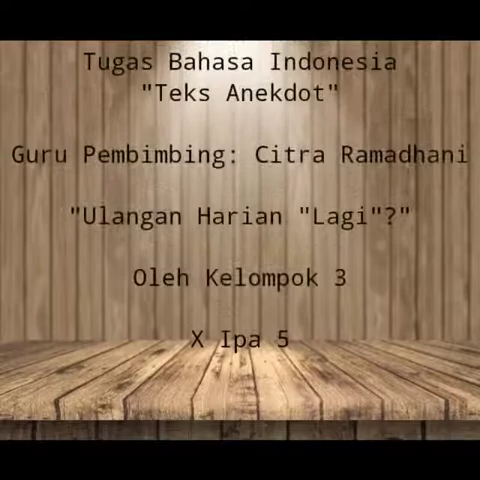 Tugas Bahasa Indonesia
"Teks Anekdot"
Guru Pembimbing: Citra Ramadhani
"Ulangan Harian "Lagi"?"
Oleh Kelompok 3
X Ipa 5